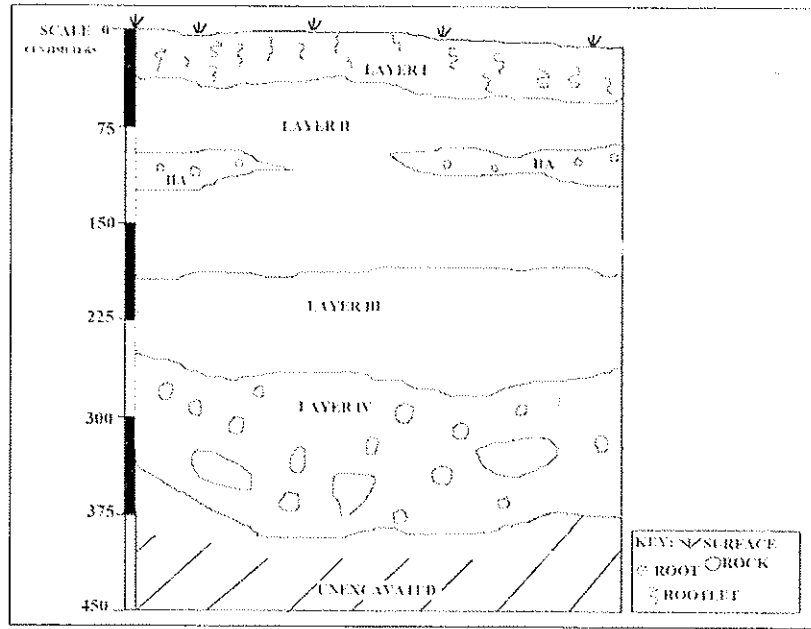 SCALE 0
CENTIMETERS
LAYER I
75
LAYER II
IIA
IIA
150
LAYER III
225
LAYER IV
300
375
KEY: SURFACE
ROOT ROCK
ROOTLET
UNEXCAVATED
450